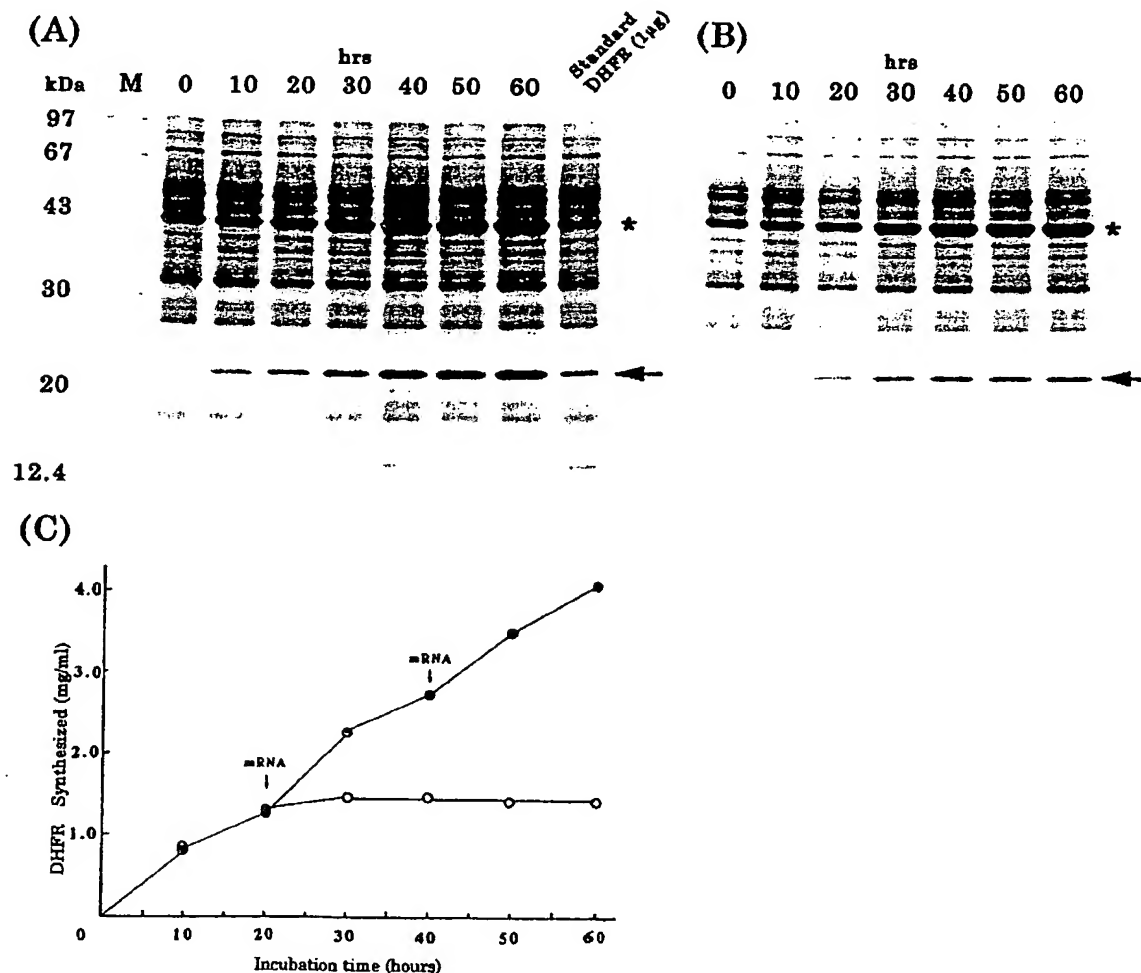 (A)
hrs
Standard
DHFE (1µg)
kDa M 0 10 20 30 40 50 60
97
67
43
*
30
20
12.4
(B)
hrs
0 10 20 30 40 50 60
*
(C)
DHFR Synthesized (mg/ml)
4.0
3.0
2.0
1.0
0
mRNA
mRNA
10 20 30 40 50 60
Incubation time (hours)